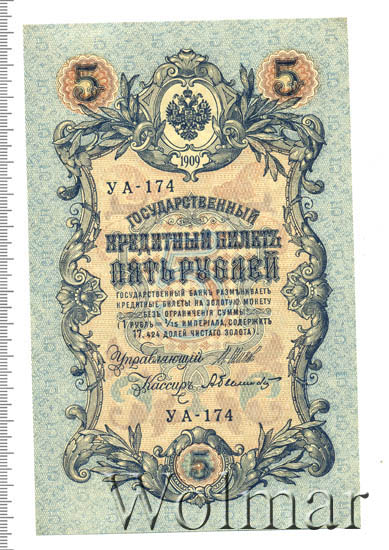 5 5
1909
УА-174
ГОСУДАРСТВЕННЫЙ
КРЕДИТНЫЙ БИЛЕТЪ
ПЯТЬ РУБЛЕЙ
ГОСУДАРСТВЕННЫЙ БАНКЪ РАЗМѢНИВАЕТЪ
КРЕДИТНЫЕ БИЛЕТЫ НА ЗОЛОТУЮ МОНЕТУ
БЕЗЪ ОГРАНИЧЕНІЯ СУММЫ
(1 РУБЛЬ = 1/15 ИМПЕРІАЛА, СОДЕРЖИТЪ
17,424 ДОЛЕЙ ЧИСТАГО ЗОЛОТА).
Управляющій
Кассиръ
УА-174
5
Wolmar